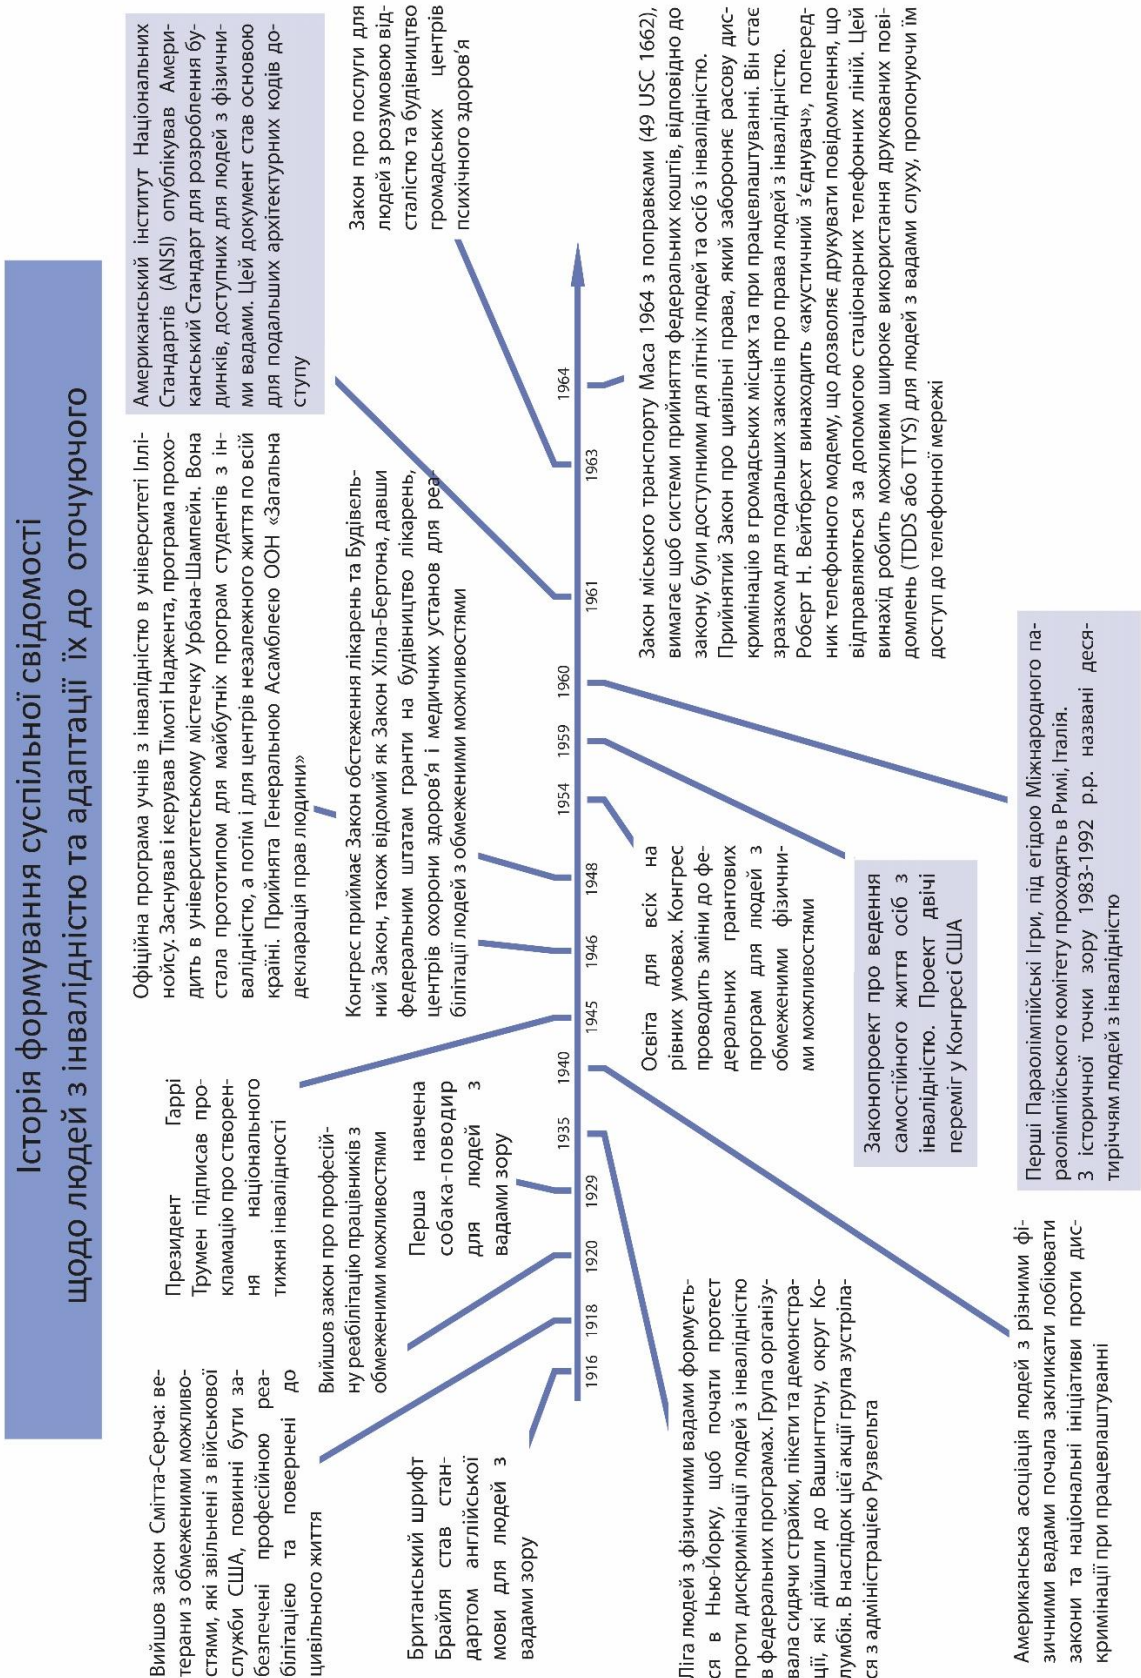 Історія формування суспільної свідомості
щодо людей з інвалідністю та адаптації їх до оточуючого
Вийшов закон Смітта-Серча: ве-
терани з обмеженими можливо-
стями, які звільнені з військової
служби США, повинні бути за-
безпечені професійною реа-
білітацією та повернені до
цивільного життя
Президент Гаррі
Трумен підписав про-
кламацію про створен-
ня національного
тижня інвалідності
Офіційна програма учнів з інвалідністю в університеті Іллі-
нойсу. Заснував і керував Тімоті Наджента, програма прохо-
дить в університетському містечку Урбана-Шампейн. Вона
стала прототипом для майбутніх програм студентів з ін-
валідністю, а потім і для центрів незалежного життя по всій
країні. Прийнята Генеральною Асамблеєю ООН «Загальна
декларація прав людини»
Американський інститут Національних
Стандартів (ANSI) опублікував Амери-
канський Стандарт для розроблення бу-
динків, доступних для людей з фізични-
ми вадами. Цей документ став основою
для подальших архітектурних кодів до-
ступу
Вийшов закон про професій-
ну реабілітацію працівників з
обмеженими можливостями
Конгрес приймає Закон обстеження лікарень та Будівель-
ний Закон, також відомий як Закон Хілла-Бертона, давши
федеральним штатам гранти на будівництво лікарень,
центрів охорони здоров'я і медичних установ для реа-
білітації людей з обмеженими можливостями
Закон про послуги для
людей з розумовою від-
сталістю та будівництво
громадських центрів
психічного здоров'я
Британський шрифт
Брайля став стан-
дартом англійської
мови для людей з
вадами зору
Перша навчена
собака-поводир
для людей з
вадами зору
1916
1918
1920
1929
1935
1940
1945
1946
1948
1954
1959
1960
1961
1963
1964
Ліга людей з фізичними вадами формуєть-
ся в Нью-Йорку, щоб почати протест
проти дискримінації людей з інвалідністю
в федеральних програмах. Група організу-
вала сидячи страйки, пікети та демонстра-
ції, які дійшли до Вашингтону, округ Ко-
лумбія. В наслідок цієї акції група зустріла-
ся з адміністрацією Рузвельта
Освіта для всіх на
рівних умовах. Конгрес
проводить зміни до фе-
деральних грантових
програм для людей з
обмеженими фізични-
ми можливостями
Закон міського транспорту Маса 1964 з поправками (49 USC 1662),
вимагає щоб системи прийняття федеральних коштів, відповідно до
закону, були доступними для літніх людей та осіб з інвалідністю.
Прийнятий Закон про цивільні права, який забороняє расову дис-
кримінацію в громадських місцях та при працевлаштуванні. Він стає
зразком для подальших законів про права людей з інвалідністю.
Роберт Н. Вейтбрехт винаходить «акустичний з'єднувач», поперед-
ник телефонного модему, що дозволяє друкувати повідомлення, що
відправляються за допомогою стаціонарних телефонних ліній. Цей
винахід робить можливим широке використання друкованих пові-
домлень (TDDS або TTYS) для людей з вадами слуху, пропонуючи їм
доступ до телефонної мережі
Законопроект про ведення
самостійного життя осіб з
інвалідністю. Проект двічі
переміг у Конгресі США
Американська асоціація людей з різними фі-
зичними вадами почала закликати лобіювати
закони та національні ініціативи проти дис-
кримінації при працевлаштуванні
Перші Параолімпійські Ігри, під егідою Міжнародного па-
раолімпійського комітету проходять в Римі, Італія.
З історичної точки зору 1983-1992 р.р. названі деся-
тиріччям людей з інвалідністю